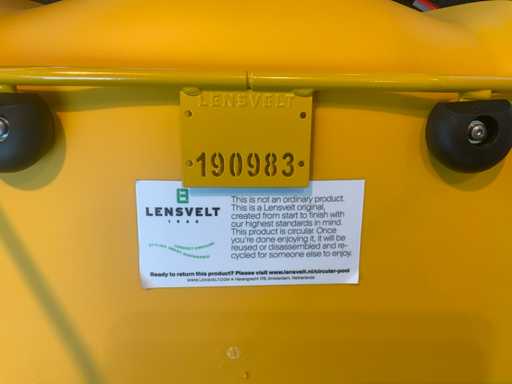 LENSVELT
190983
LENSVELT
This is not an ordinary product.
This is a Lensvelt original,
created from start to finish with
our highest standards in mind.
This product is circular. Once
you're done enjoying it, it will be
reused or disassembled and re-
cycled for someone else to enjoy.
Ready to return this product? Please visit www.lensvelt.nl/circular-pool